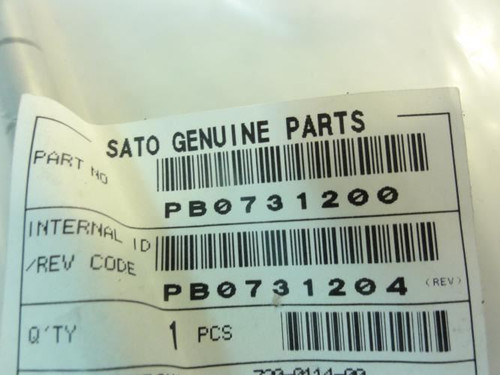 SATO GENUINE PARTS
PART NO
PB0731200
INTERNAL ID
/REV CODE
PB0731204 (REV)
Q'TY 1 PCS